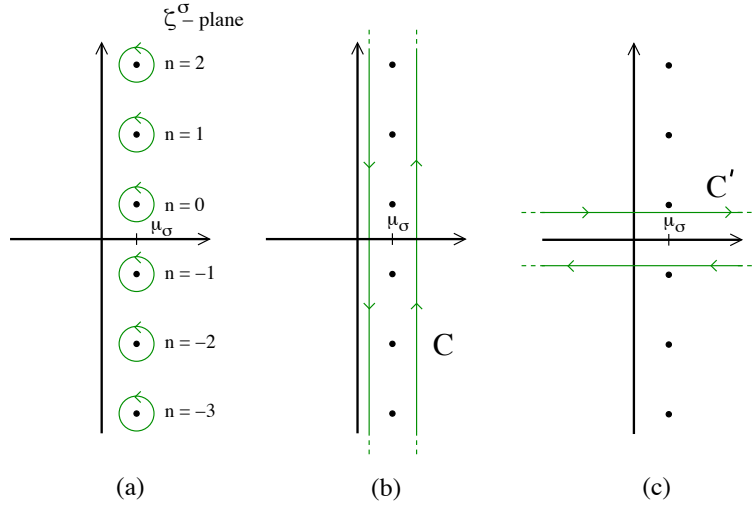 ζ^σ – plane
n = 2
n = 1
n = 0
μ_σ
n = −1
n = −2
n = −3
(a)
μ_σ
C
(b)
C′
μ_σ
(c)